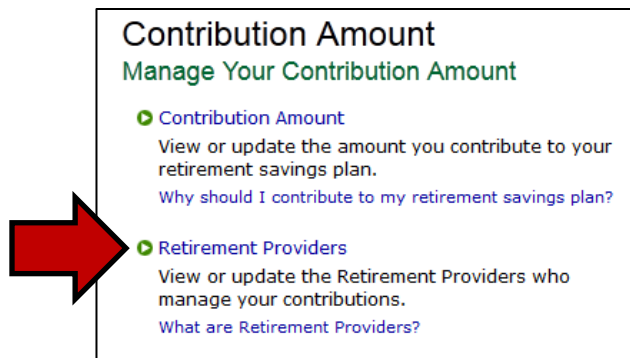 Contribution Amount
Manage Your Contribution Amount
Contribution Amount
View or update the amount you contribute to your
retirement savings plan.
Why should I contribute to my retirement savings plan?
Retirement Providers
View or update the Retirement Providers who
manage your contributions.
What are Retirement Providers?